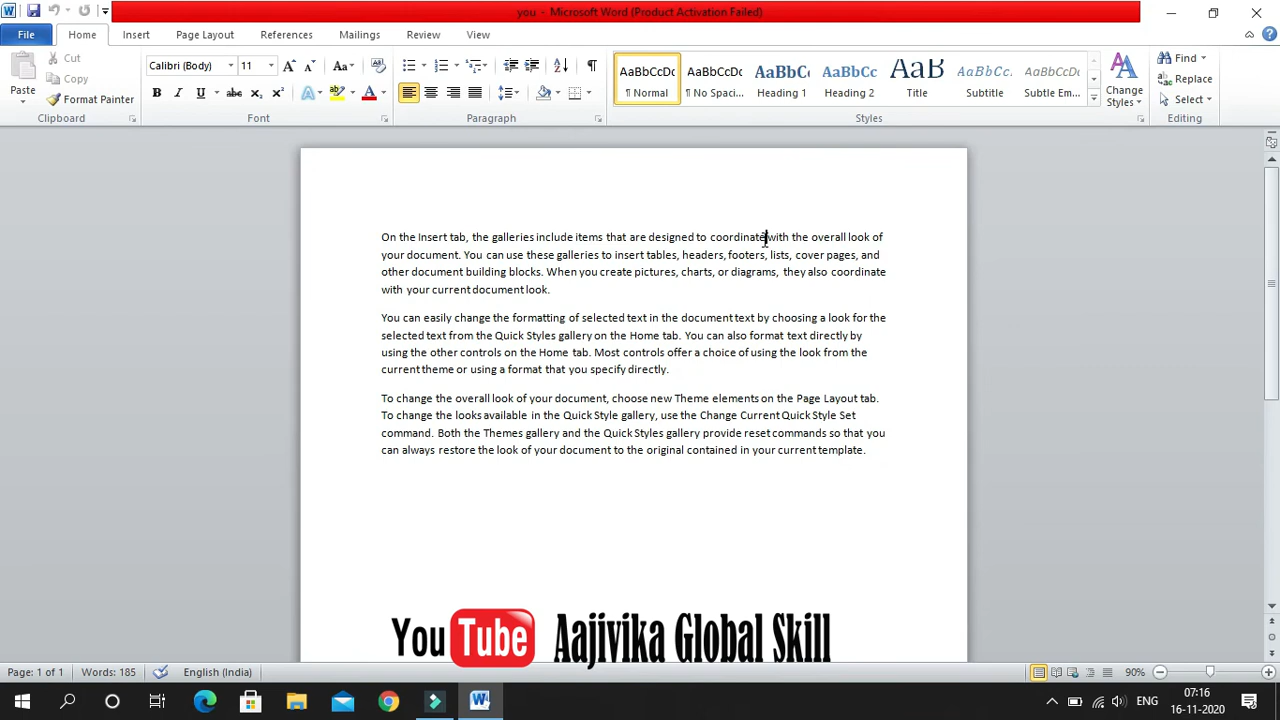 you - Microsoft Word (Product Activation Failed)
File Home Insert Page Layout References Mailings Review View
Paste
Cut
Copy
Format Painter
Clipboard
Calibri (Body) 11
Font
Paragraph
AaBbCcDc AaBbCcDc AaBbC AaBbCc AaB AaBbCc. AaBbCcDc
¶ Normal ¶ No Spaci... Heading 1 Heading 2 Title Subtitle Subtle Em...
Change Styles
Styles
Find
Replace
Select
Editing
On the Insert tab, the galleries include items that are designed to coordinate with the overall look of
your document. You can use these galleries to insert tables, headers, footers, lists, cover pages, and
other document building blocks. When you create pictures, charts, or diagrams, they also coordinate
with your current document look.
You can easily change the formatting of selected text in the document text by choosing a look for the
selected text from the Quick Styles gallery on the Home tab. You can also format text directly by
using the other controls on the Home tab. Most controls offer a choice of using the look from the
current theme or using a format that you specify directly.
To change the overall look of your document, choose new Theme elements on the Page Layout tab.
To change the looks available in the Quick Style gallery, use the Change Current Quick Style Set
command. Both the Themes gallery and the Quick Styles gallery provide reset commands so that you
can always restore the look of your document to the original contained in your current template.
YouTube Aajivika Global Skill
Page: 1 of 1 Words: 185 English (India) 90%
ENG 07:16
16-11-2020